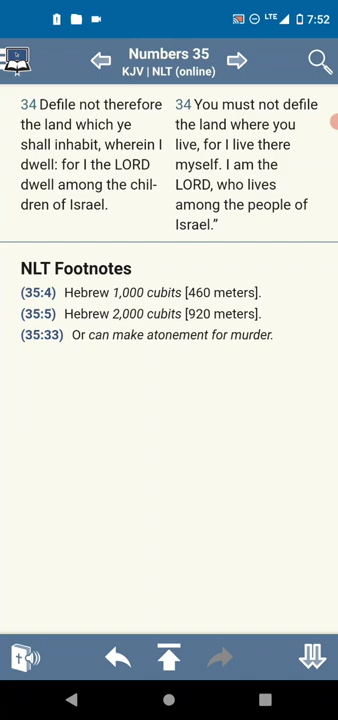 LTE 7:52
Numbers 35
KJV | NLT (online)
34 Defile not therefore
the land which ye
shall inhabit, wherein I
dwell: for I the LORD
dwell among the chil-
dren of Israel.
34 You must not defile
the land where you
live, for I live there
myself. I am the
LORD, who lives
among the people of
Israel.”
NLT Footnotes
(35:4) Hebrew 1,000 cubits [460 meters].
(35:5) Hebrew 2,000 cubits [920 meters].
(35:33) Or can make atonement for murder.